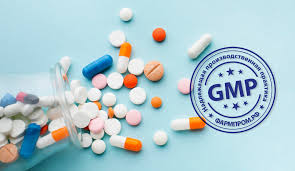 Надлежащая производственная практика
GMP
ФАРМПРОМ.РФ